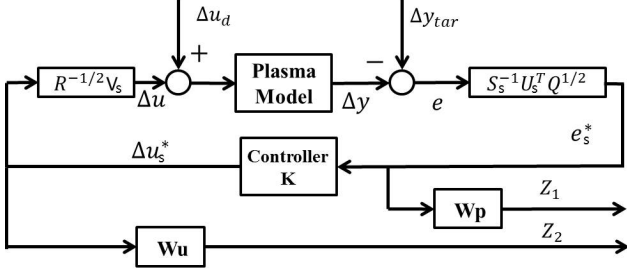 Δu_d
Δy_tar
+
−
R^{-1/2}V_s
Δu
Plasma
Model
Δy
e
S_s^{-1}U_s^T Q^{1/2}
e_s^*
Δu_s^*
Controller
K
Wp
Z_1
Wu
Z_2